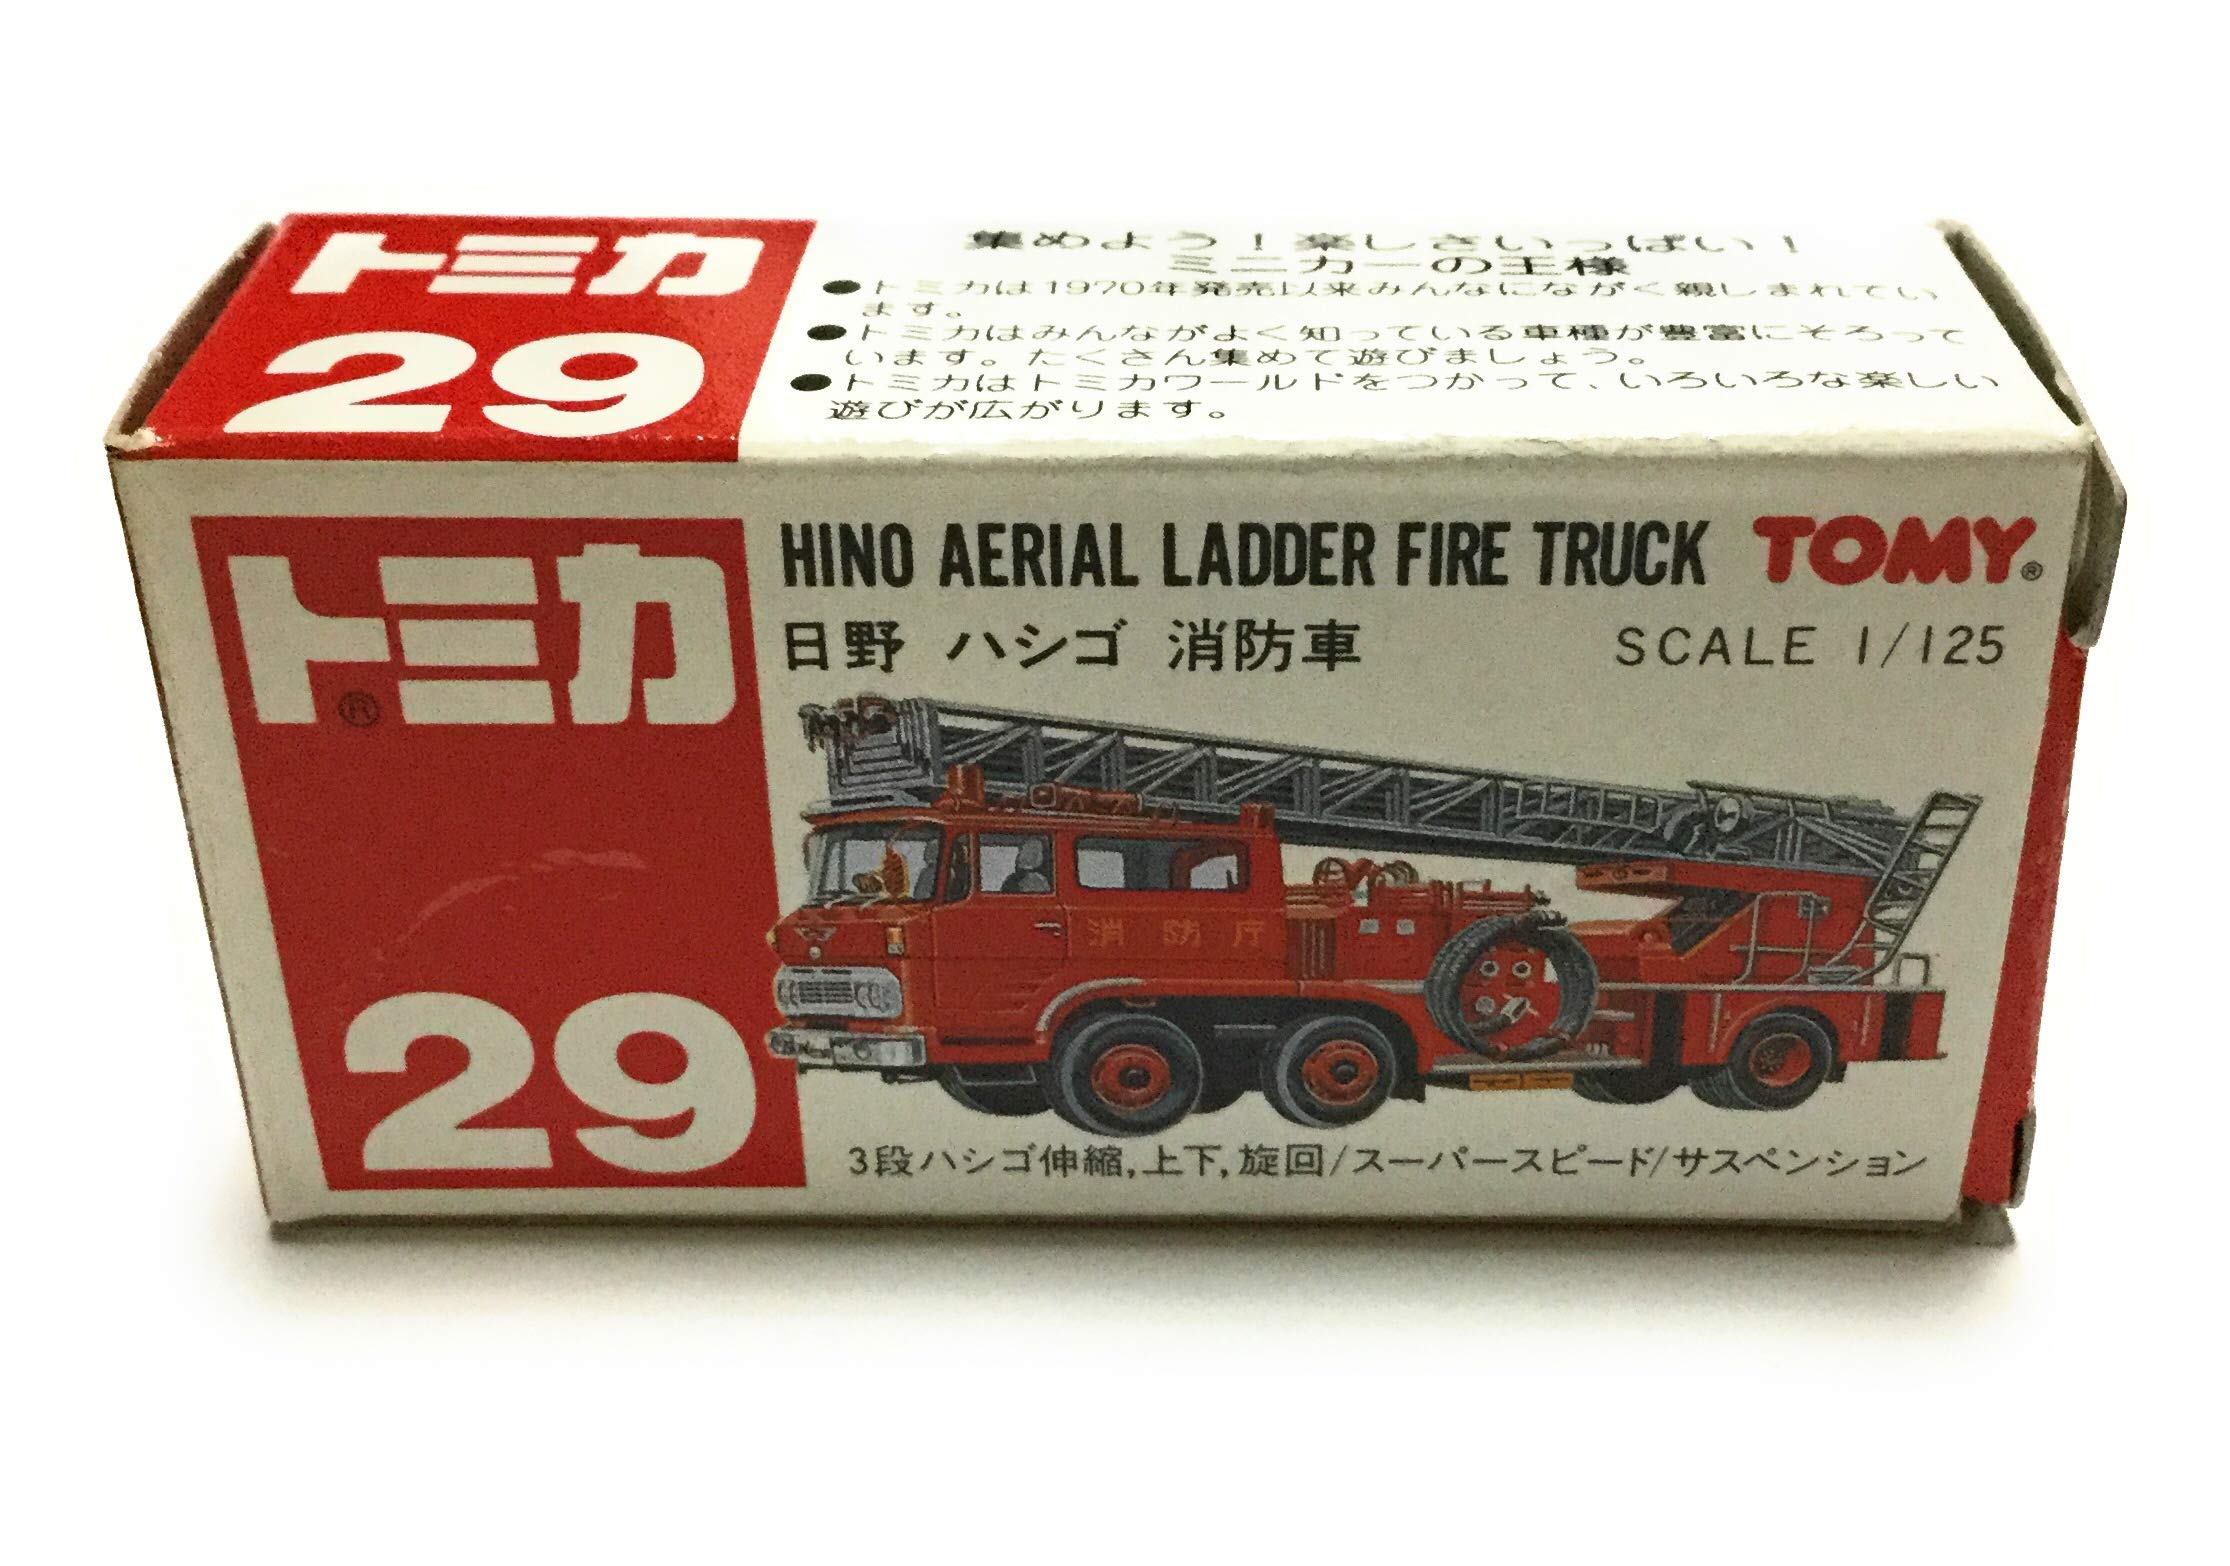 トミカ
29
集めよう!楽しさいっぱい!
ミニカーの王様
●トミカは1970年発売以来みんなにながく親しまれてい
ます。
●トミカはみんながよく知っている車種が豊富にそろって
います。たくさん集めて遊びましょう。
●トミカはトミカワールドをつかって、いろいろな楽しい
遊びが広がります。
トミカ®
29
HINO AERIAL LADDER FIRE TRUCK TOMY®
日野 ハシゴ 消防車 SCALE 1/125
消防庁
3段ハシゴ伸縮,上下,旋回/スーパースピード/サスペンション